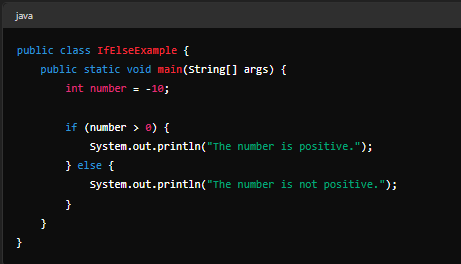 java
public class IfElseExample {
    public static void main(String[] args) {
        int number = -10;
        if (number > 0) {
            System.out.println("The number is positive.");
        } else {
            System.out.println("The number is not positive.");
        }
    }
}